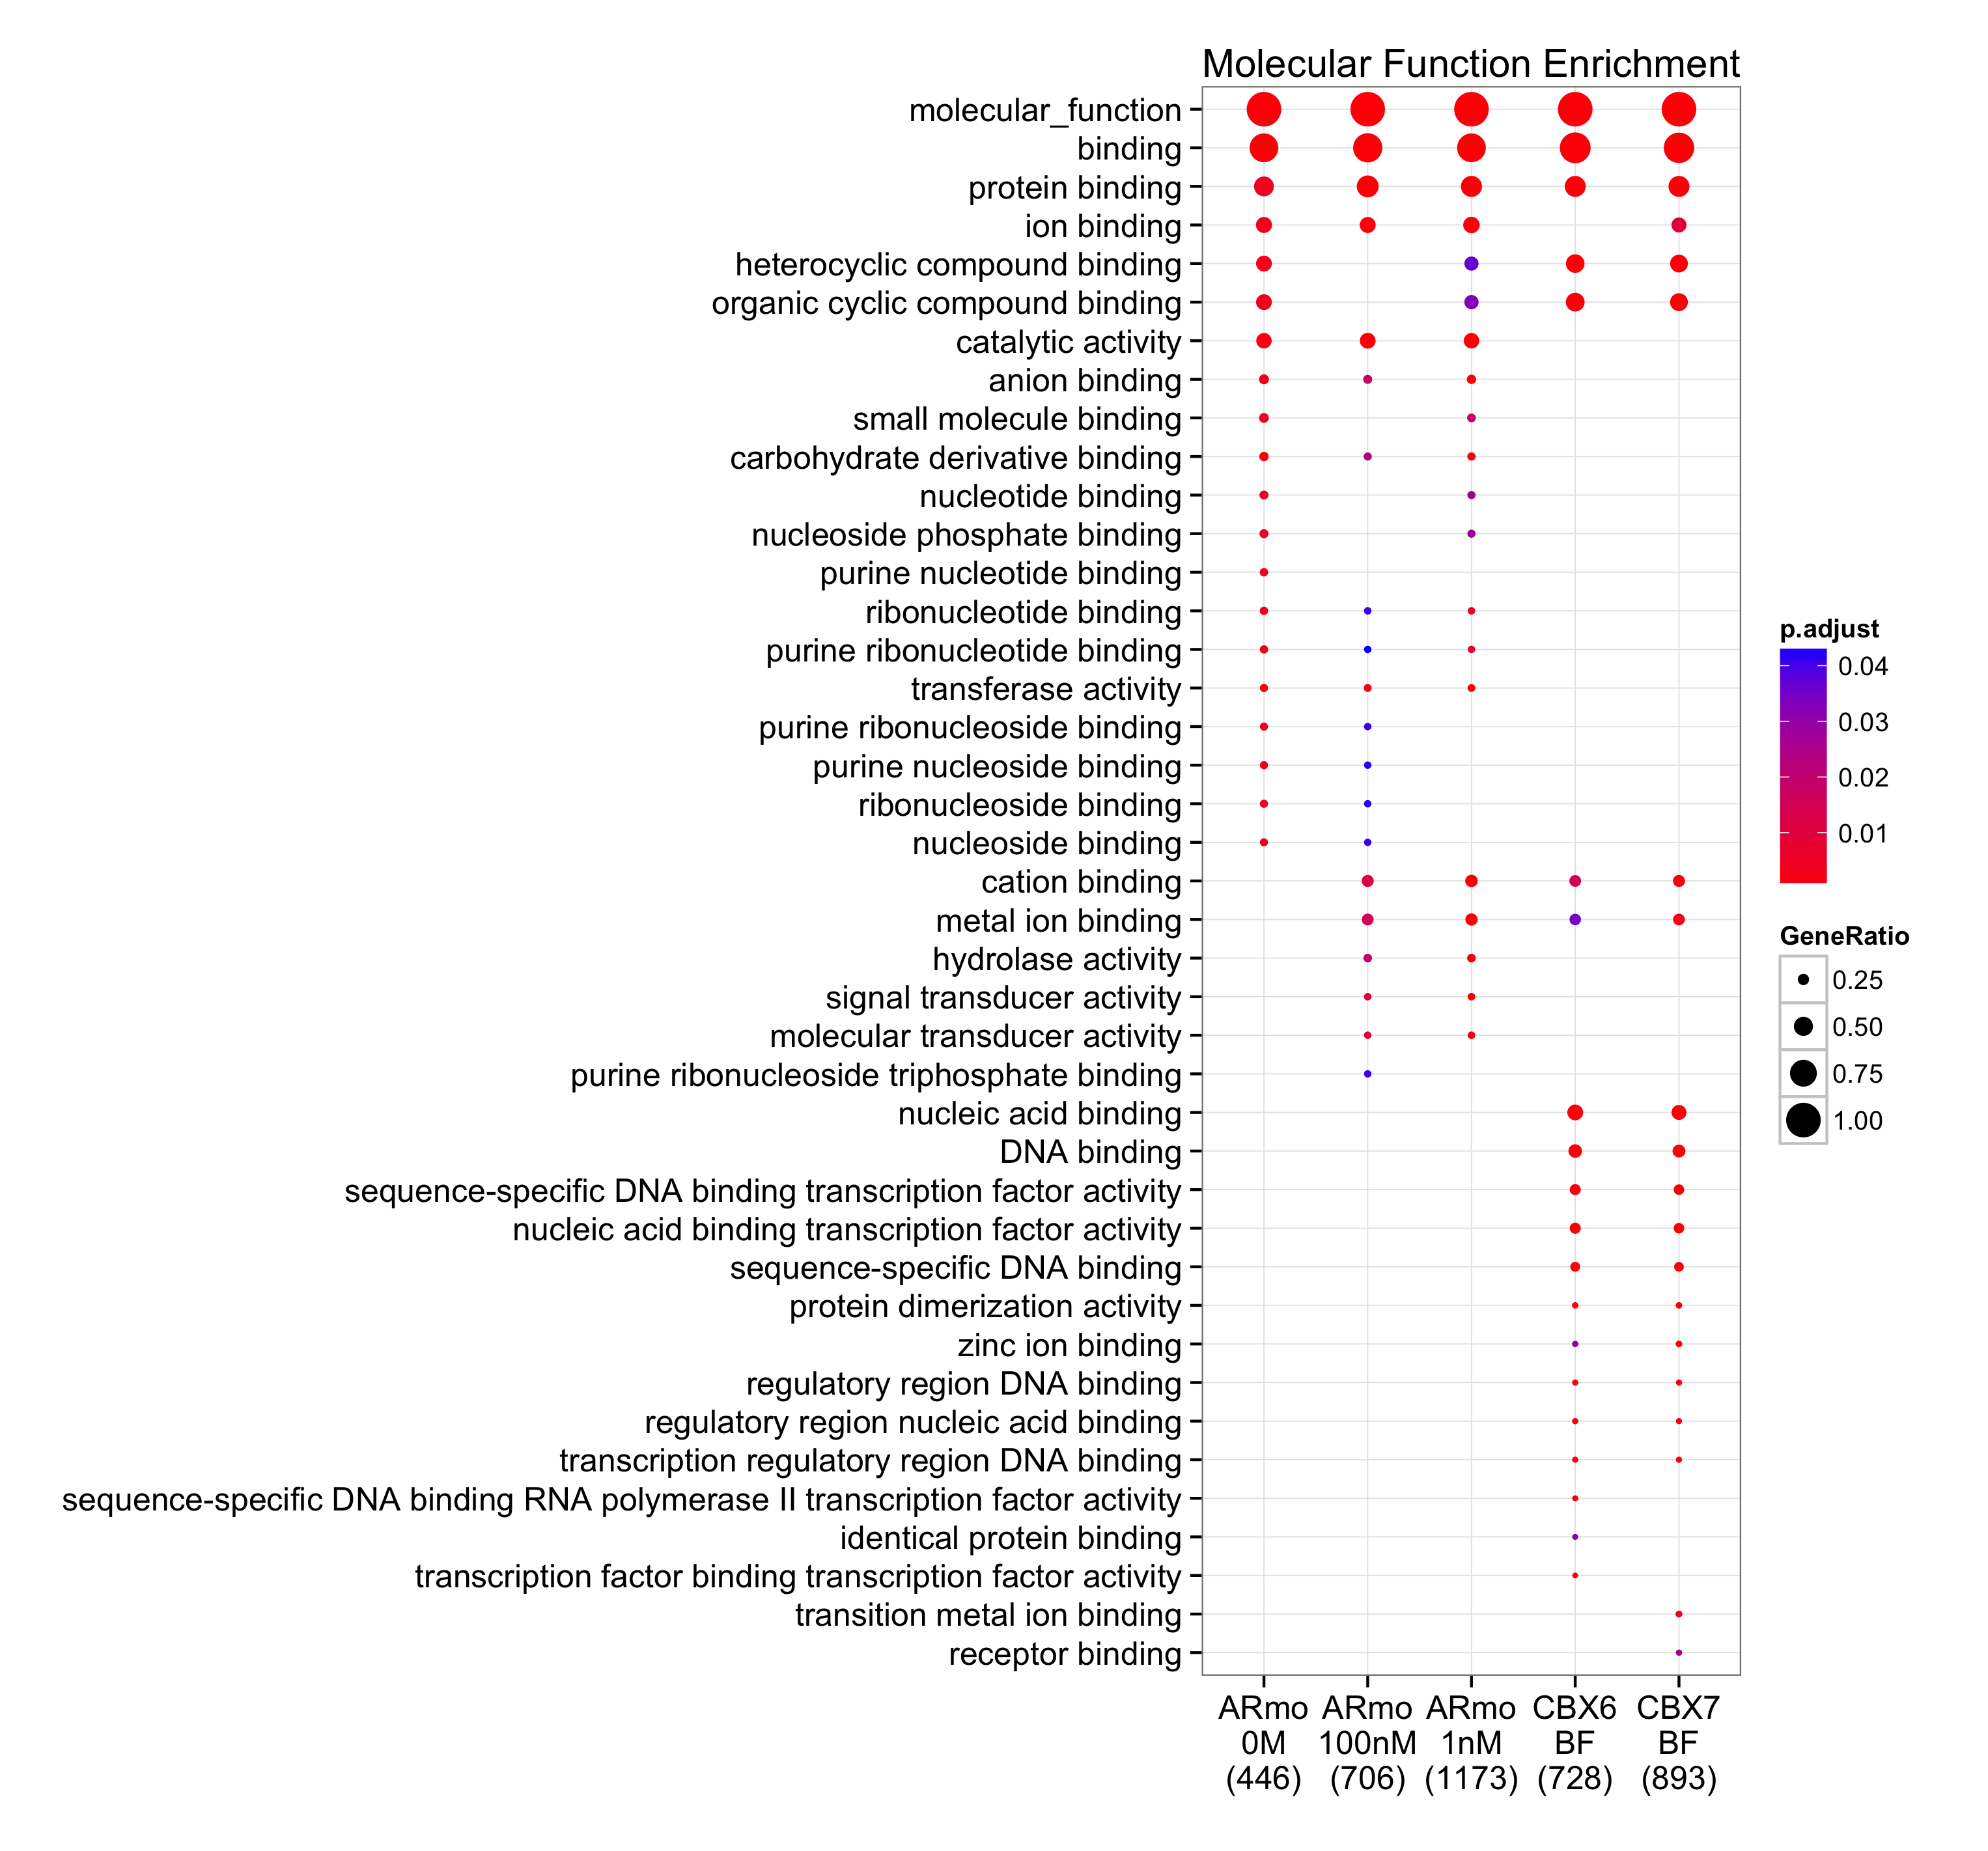 Molecular Function Enrichment
molecular_function
binding
protein binding
ion binding
heterocyclic compound binding
organic cyclic compound binding
catalytic activity
anion binding
small molecule binding
carbohydrate derivative binding
nucleotide binding
nucleoside phosphate binding
purine nucleotide binding
ribonucleotide binding
purine ribonucleotide binding
transferase activity
purine ribonucleoside binding
purine nucleoside binding
ribonucleoside binding
nucleoside binding
cation binding
metal ion binding
hydrolase activity
signal transducer activity
molecular transducer activity
purine ribonucleoside triphosphate binding
nucleic acid binding
DNA binding
sequence-specific DNA binding transcription factor activity
nucleic acid binding transcription factor activity
sequence-specific DNA binding
protein dimerization activity
zinc ion binding
regulatory region DNA binding
regulatory region nucleic acid binding
transcription regulatory region DNA binding
sequence-specific DNA binding RNA polymerase II transcription factor activity
identical protein binding
transcription factor binding transcription factor activity
transition metal ion binding
receptor binding
ARmo ARmo ARmo CBX6 CBX7
0M 100nM 1nM BF BF
(446) (706) (1173) (728) (893)
p.adjust
0.04
0.03
0.02
0.01
GeneRatio
0.25
0.50
0.75
1.00